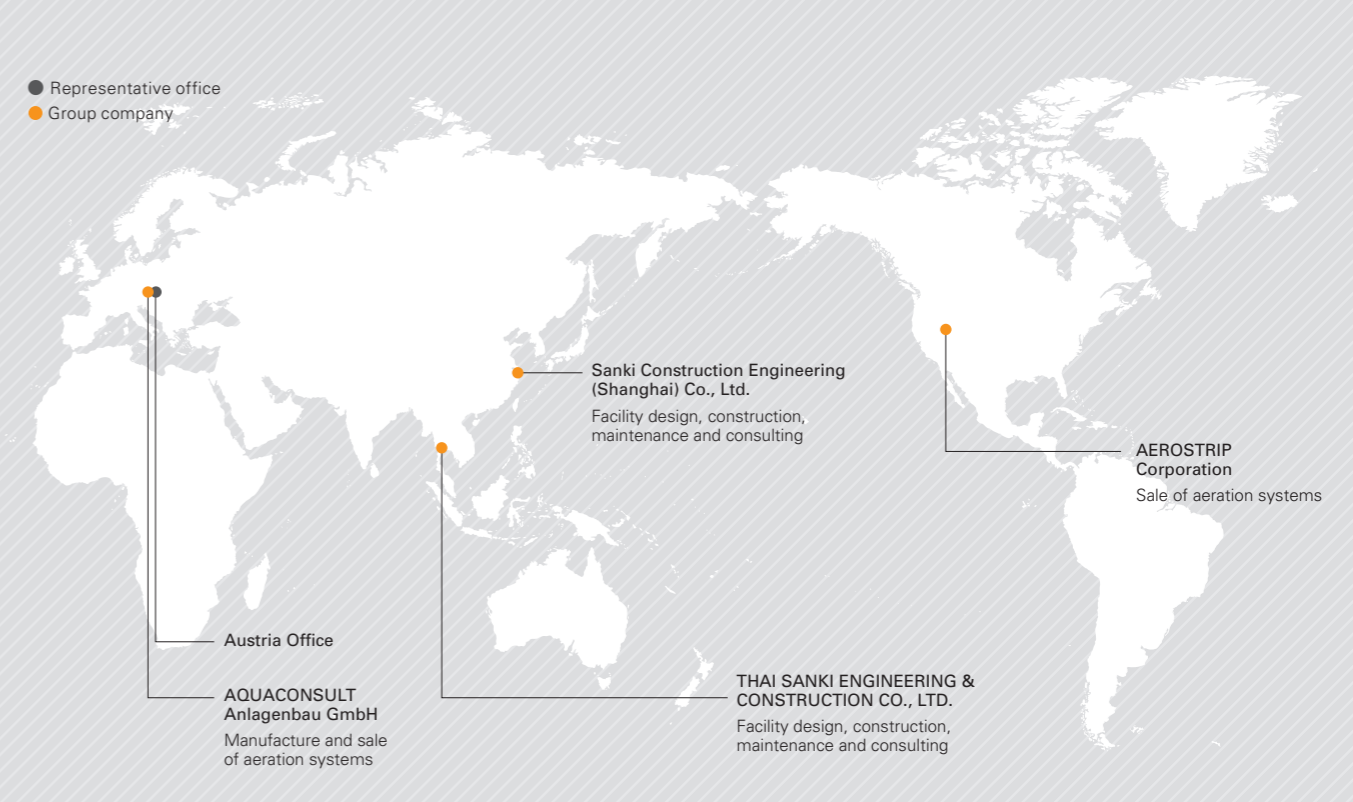 Representative office
Group company
Sanki Construction Engineering
(Shanghai) Co., Ltd.
Facility design, construction,
maintenance and consulting
AEROSTRIP
Corporation
Sale of aeration systems
Austria Office
AQUACONSULT
Anlagenbau GmbH
Manufacture and sale
of aeration systems
THAI SANKI ENGINEERING &
CONSTRUCTION CO., LTD.
Facility design, construction,
maintenance and consulting